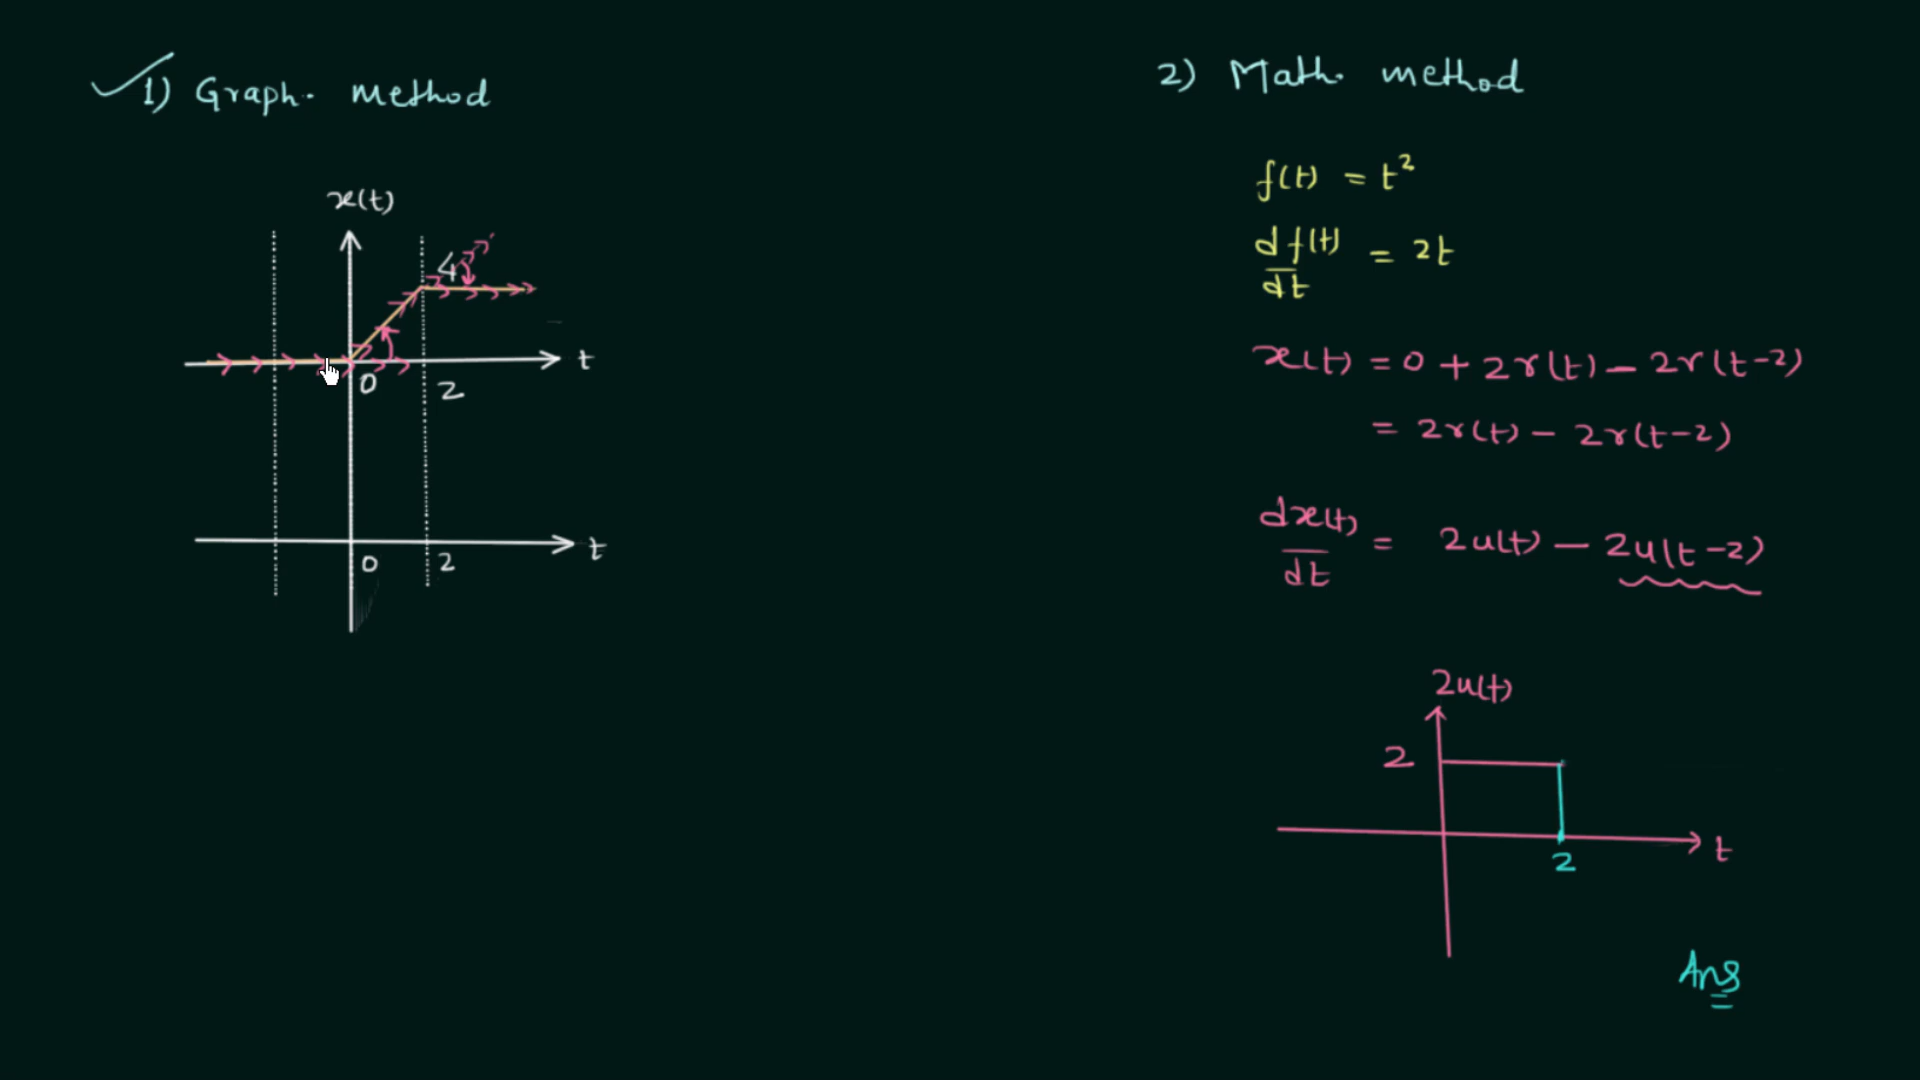 1) Graph. method
x(t)
4
t
0
2
t
0
2
2) Math. method
f(t) = t²
d f(t)
= 2t
dt
x(t) = 0 + 2r(t) - 2r(t-2)
= 2r(t) - 2r(t-2)
dx(t)
= 2u(t) - 2u(t-2)
dt
2u(t)
2
t
2
Ans